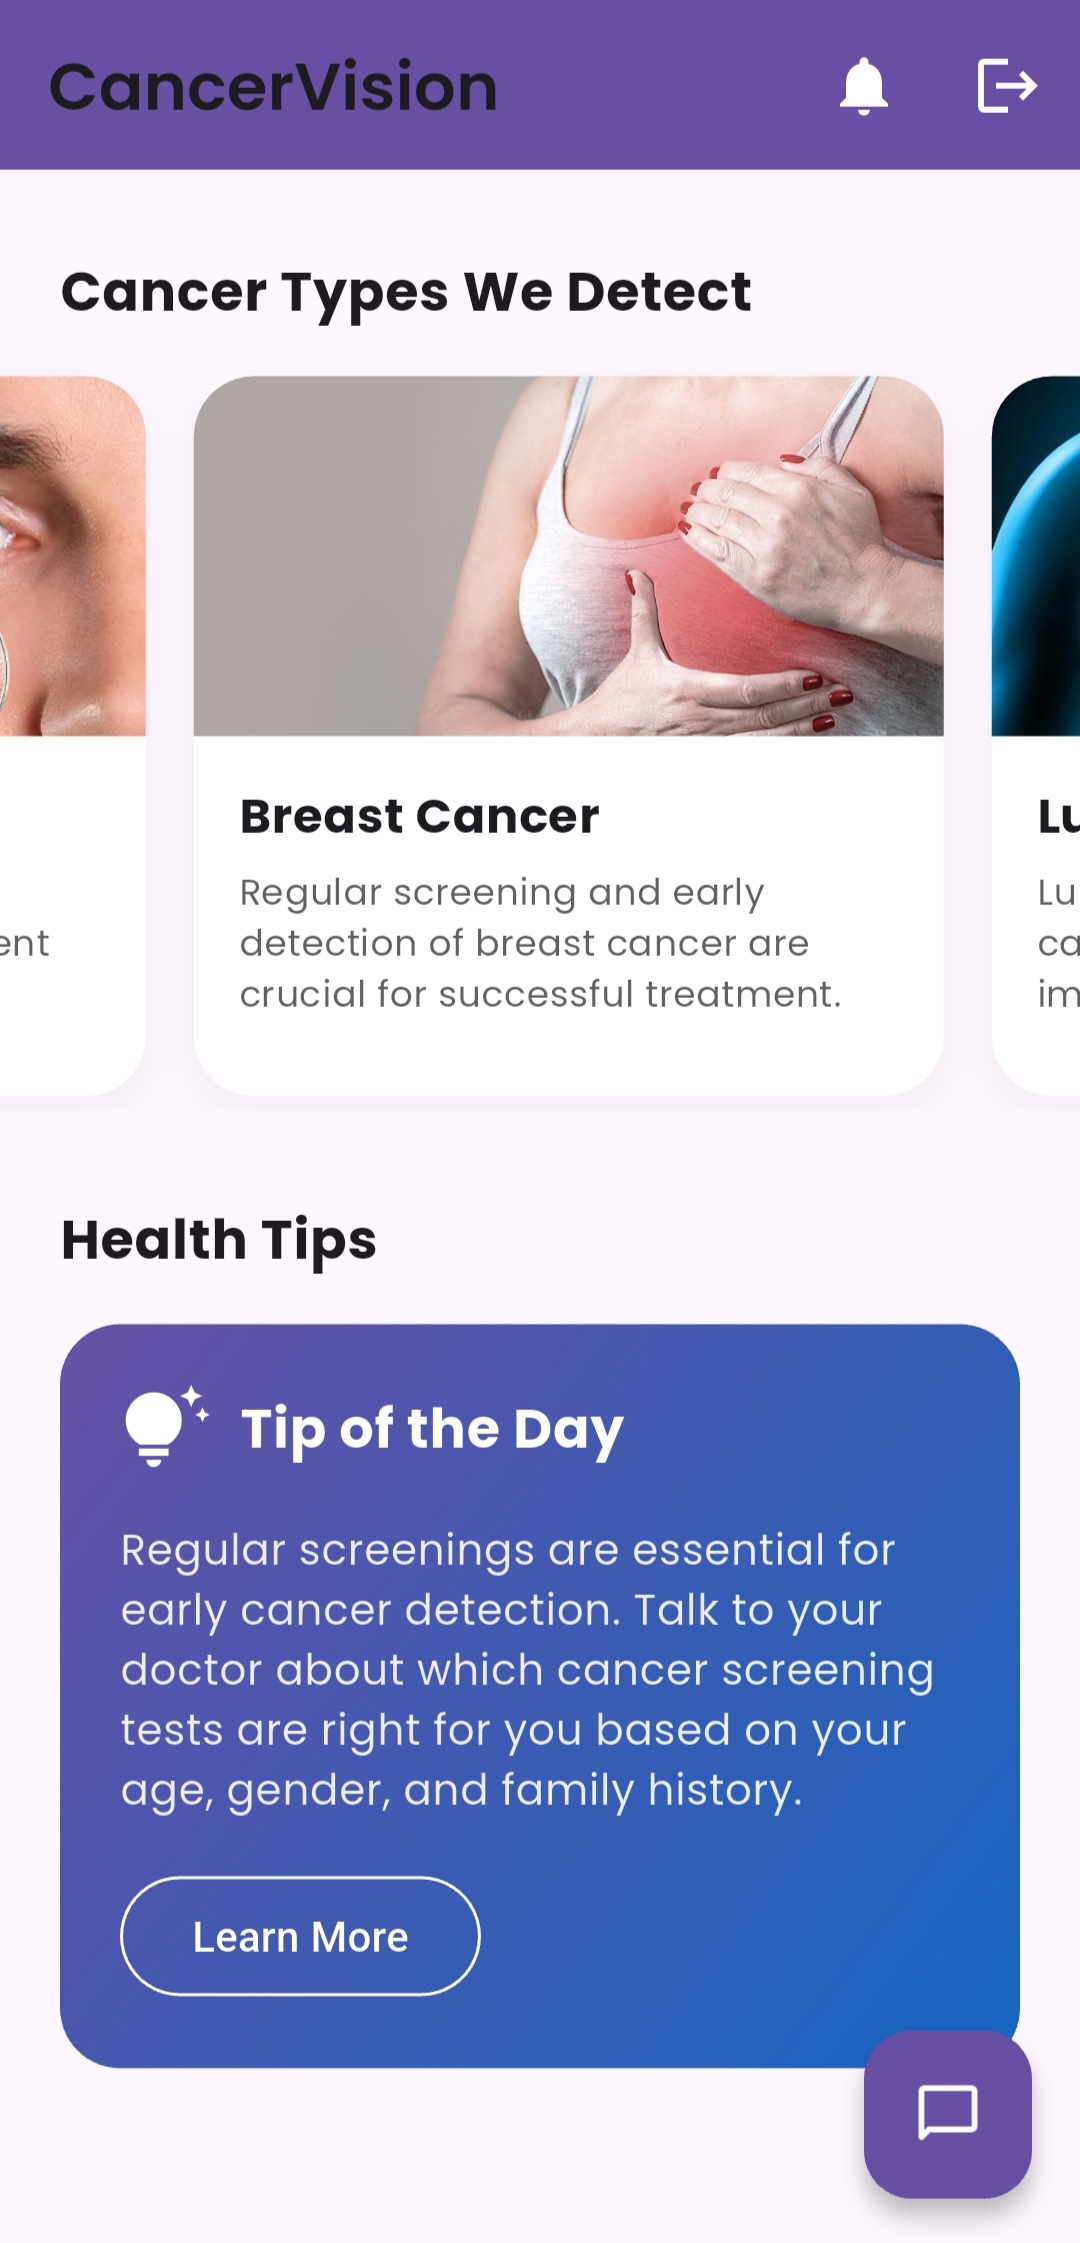 CancerVision
Cancer Types We Detect
Breast Cancer
Regular screening and early
detection of breast cancer are
crucial for successful treatment.
ent
Lu
Lu
ca
im
Health Tips
Tip of the Day
Regular screenings are essential for
early cancer detection. Talk to your
doctor about which cancer screening
tests are right for you based on your
age, gender, and family history.
Learn More